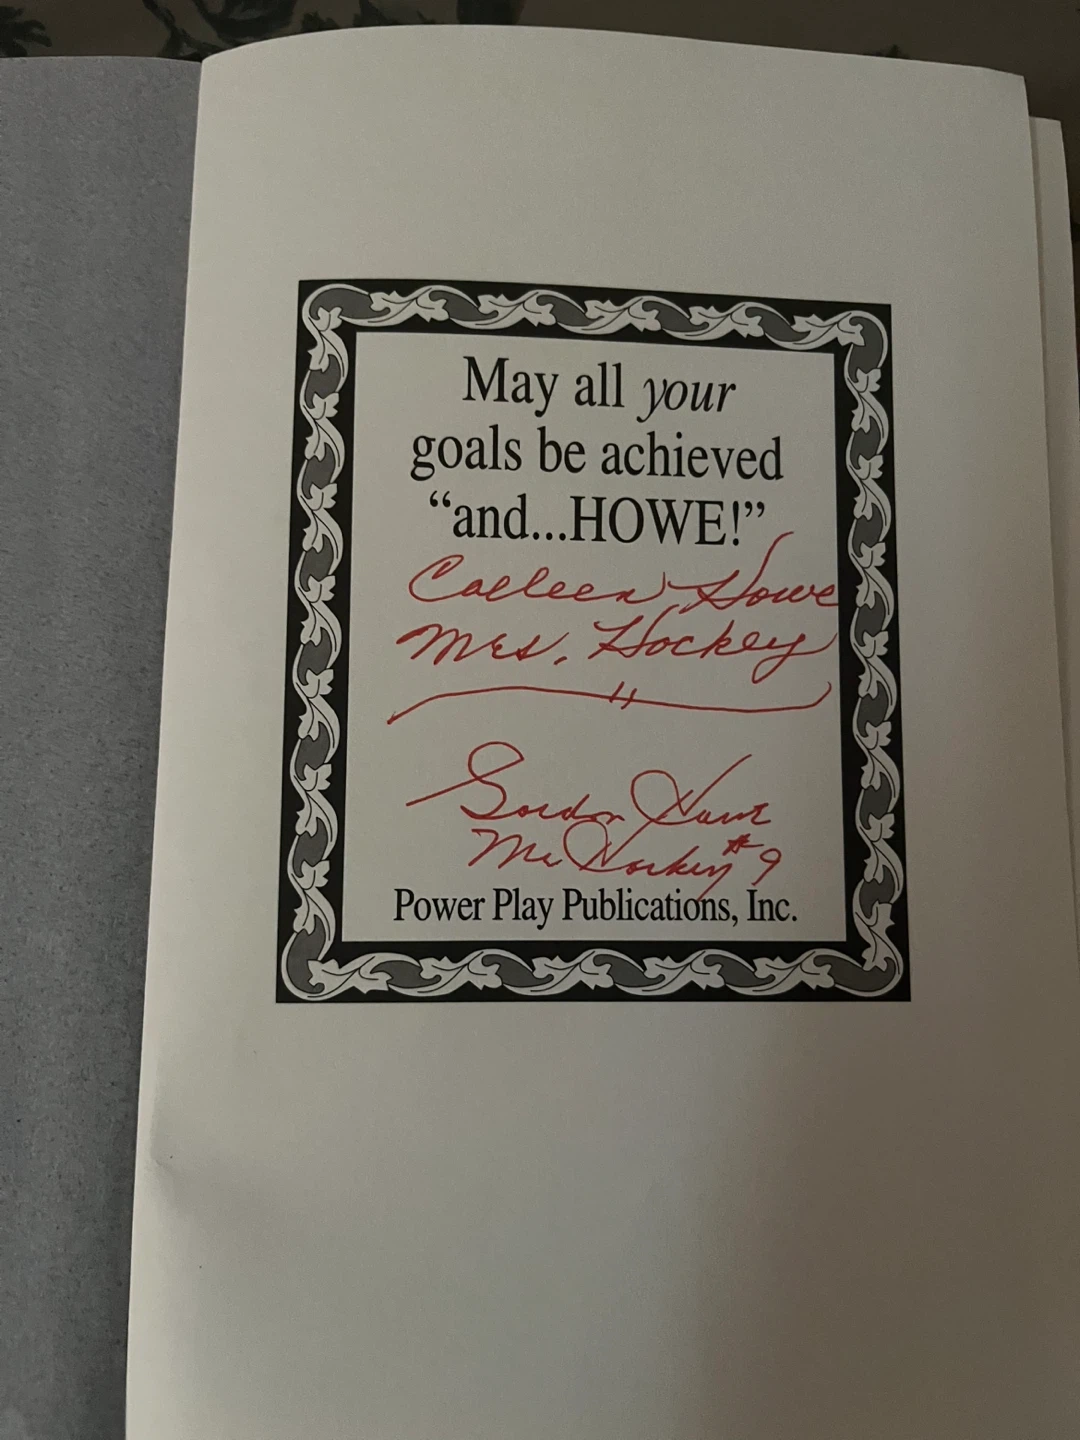 May all your
goals be achieved
“and...HOWE!”
Colleen Howe
Mrs. Hockey
Gordon Howe
Mr Hockey #9
Power Play Publications, Inc.